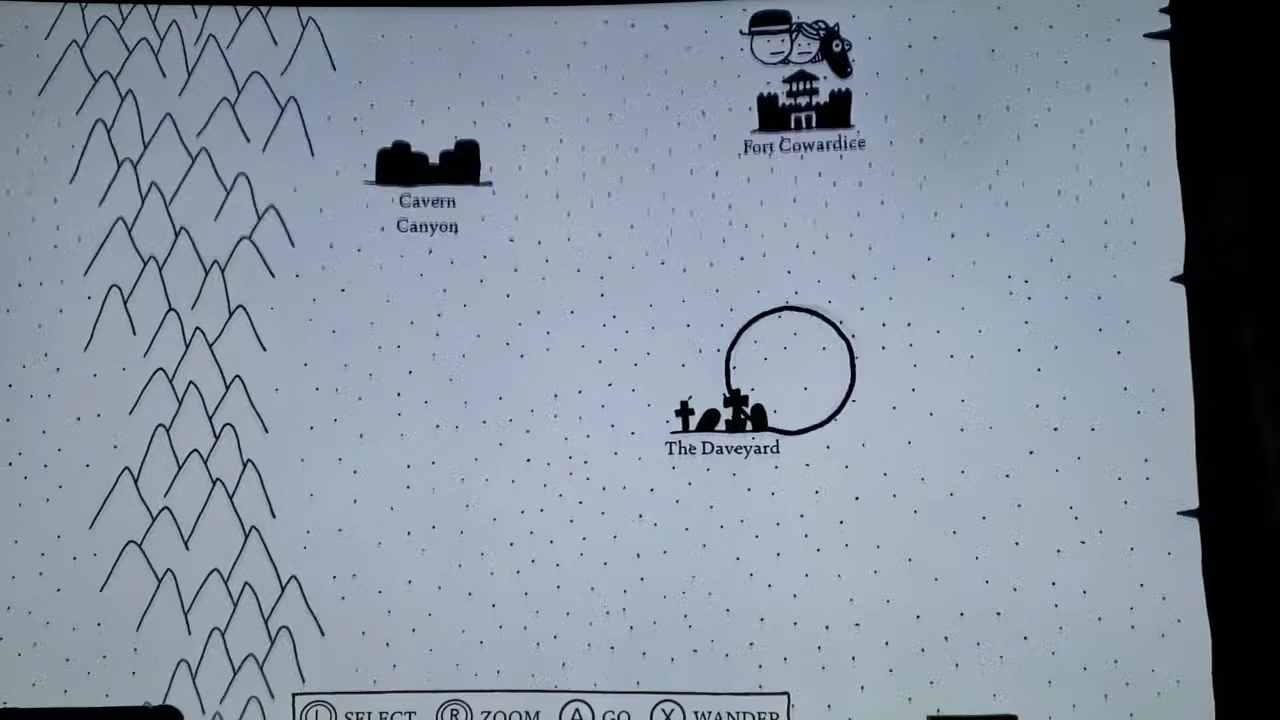 Fort Cowardice
Cavern
Canyon
The Daveyard
L SELECT R ZOOM A GO X WANDER